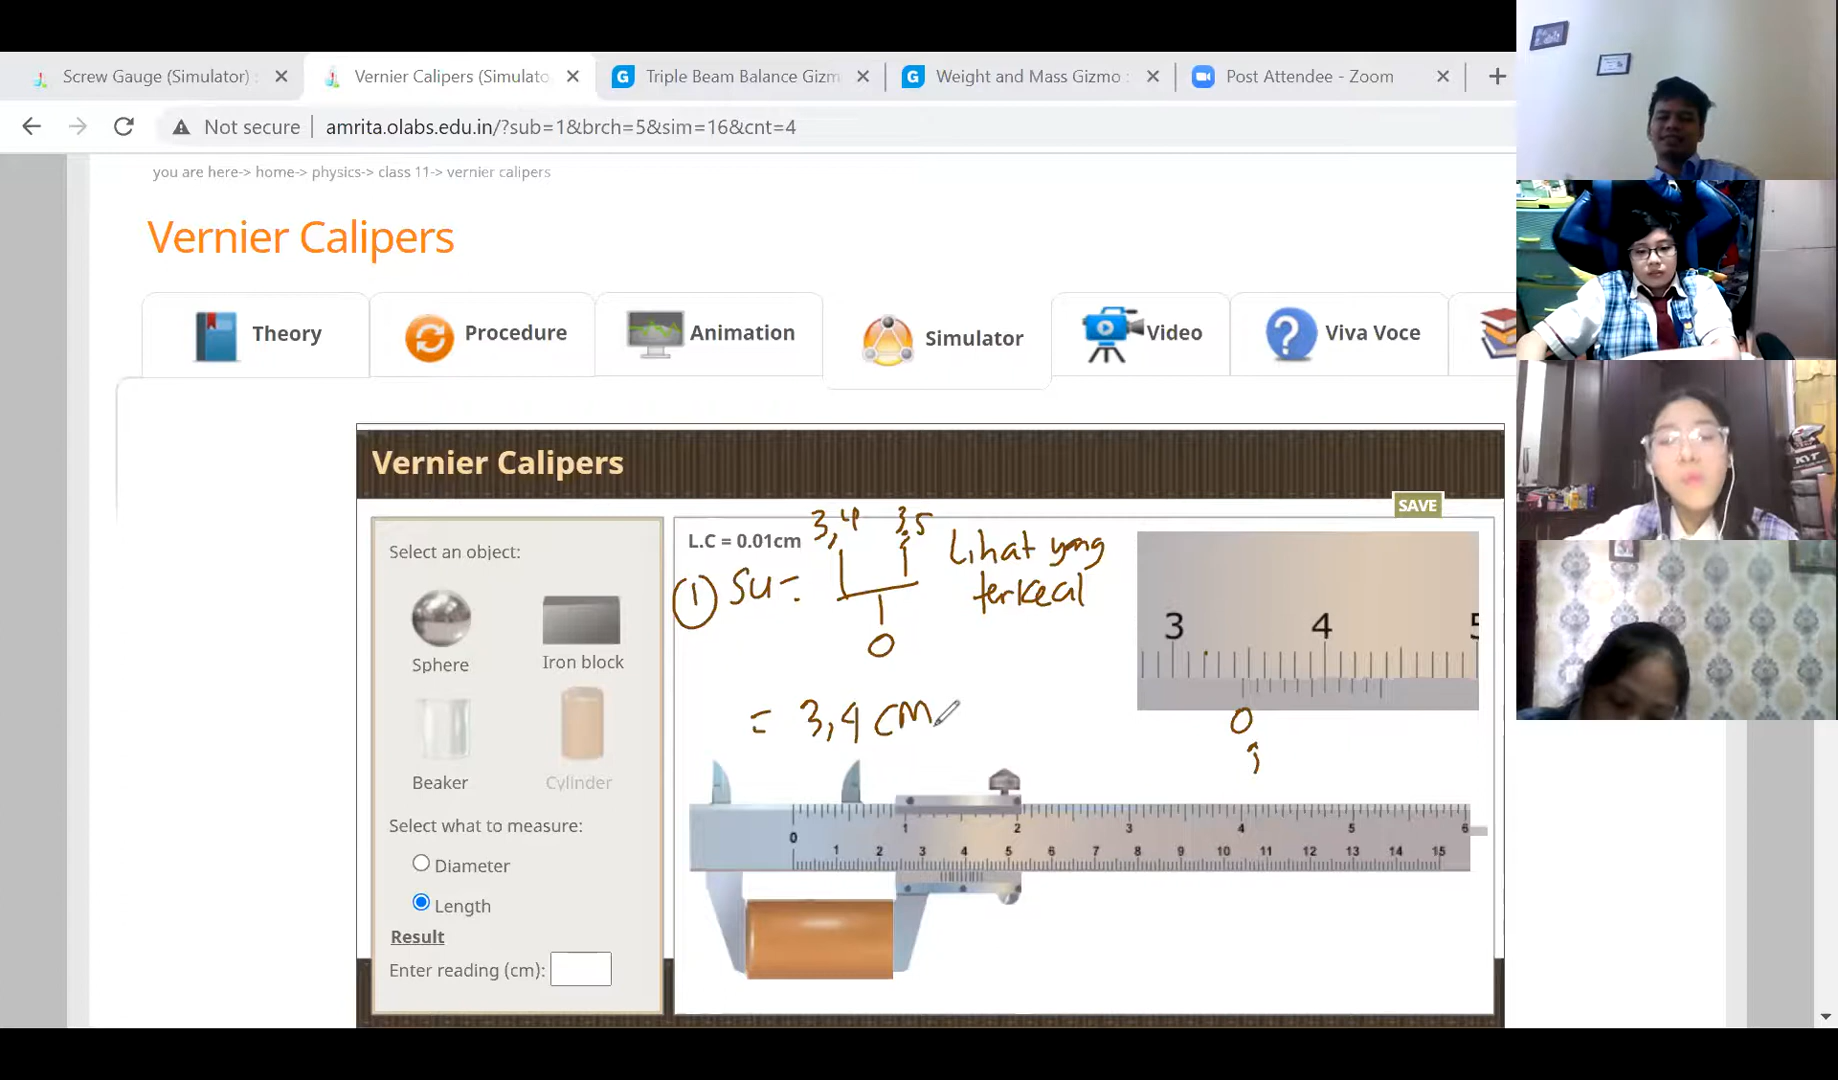 Screw Gauge (Simulator) :
Vernier Calipers (Simulato
Triple Beam Balance Gizm
Weight and Mass Gizmo :
Post Attendee - Zoom
Not secure
amrita.olabs.edu.in/?sub=1&brch=5&sim=16&cnt=4
you are here-> home-> physics-> class 11-> vernier calipers
Vernier Calipers
Theory
Procedure
Animation
Simulator
Video
Viva Voce
Vernier Calipers
SAVE
Select an object:
Sphere
Iron block
Beaker
Cylinder
Select what to measure:
Diameter
Length
Result
Enter reading (cm):
L.C = 0.01cm
3,4 3,5
Lihat yang
terkecal
1 SU =
0
= 3,4 cm
3 4 5
0
0 1 2 3 4 5 6
1 2 3 4 5 6 7 8 9 10 11 12 13 14 15